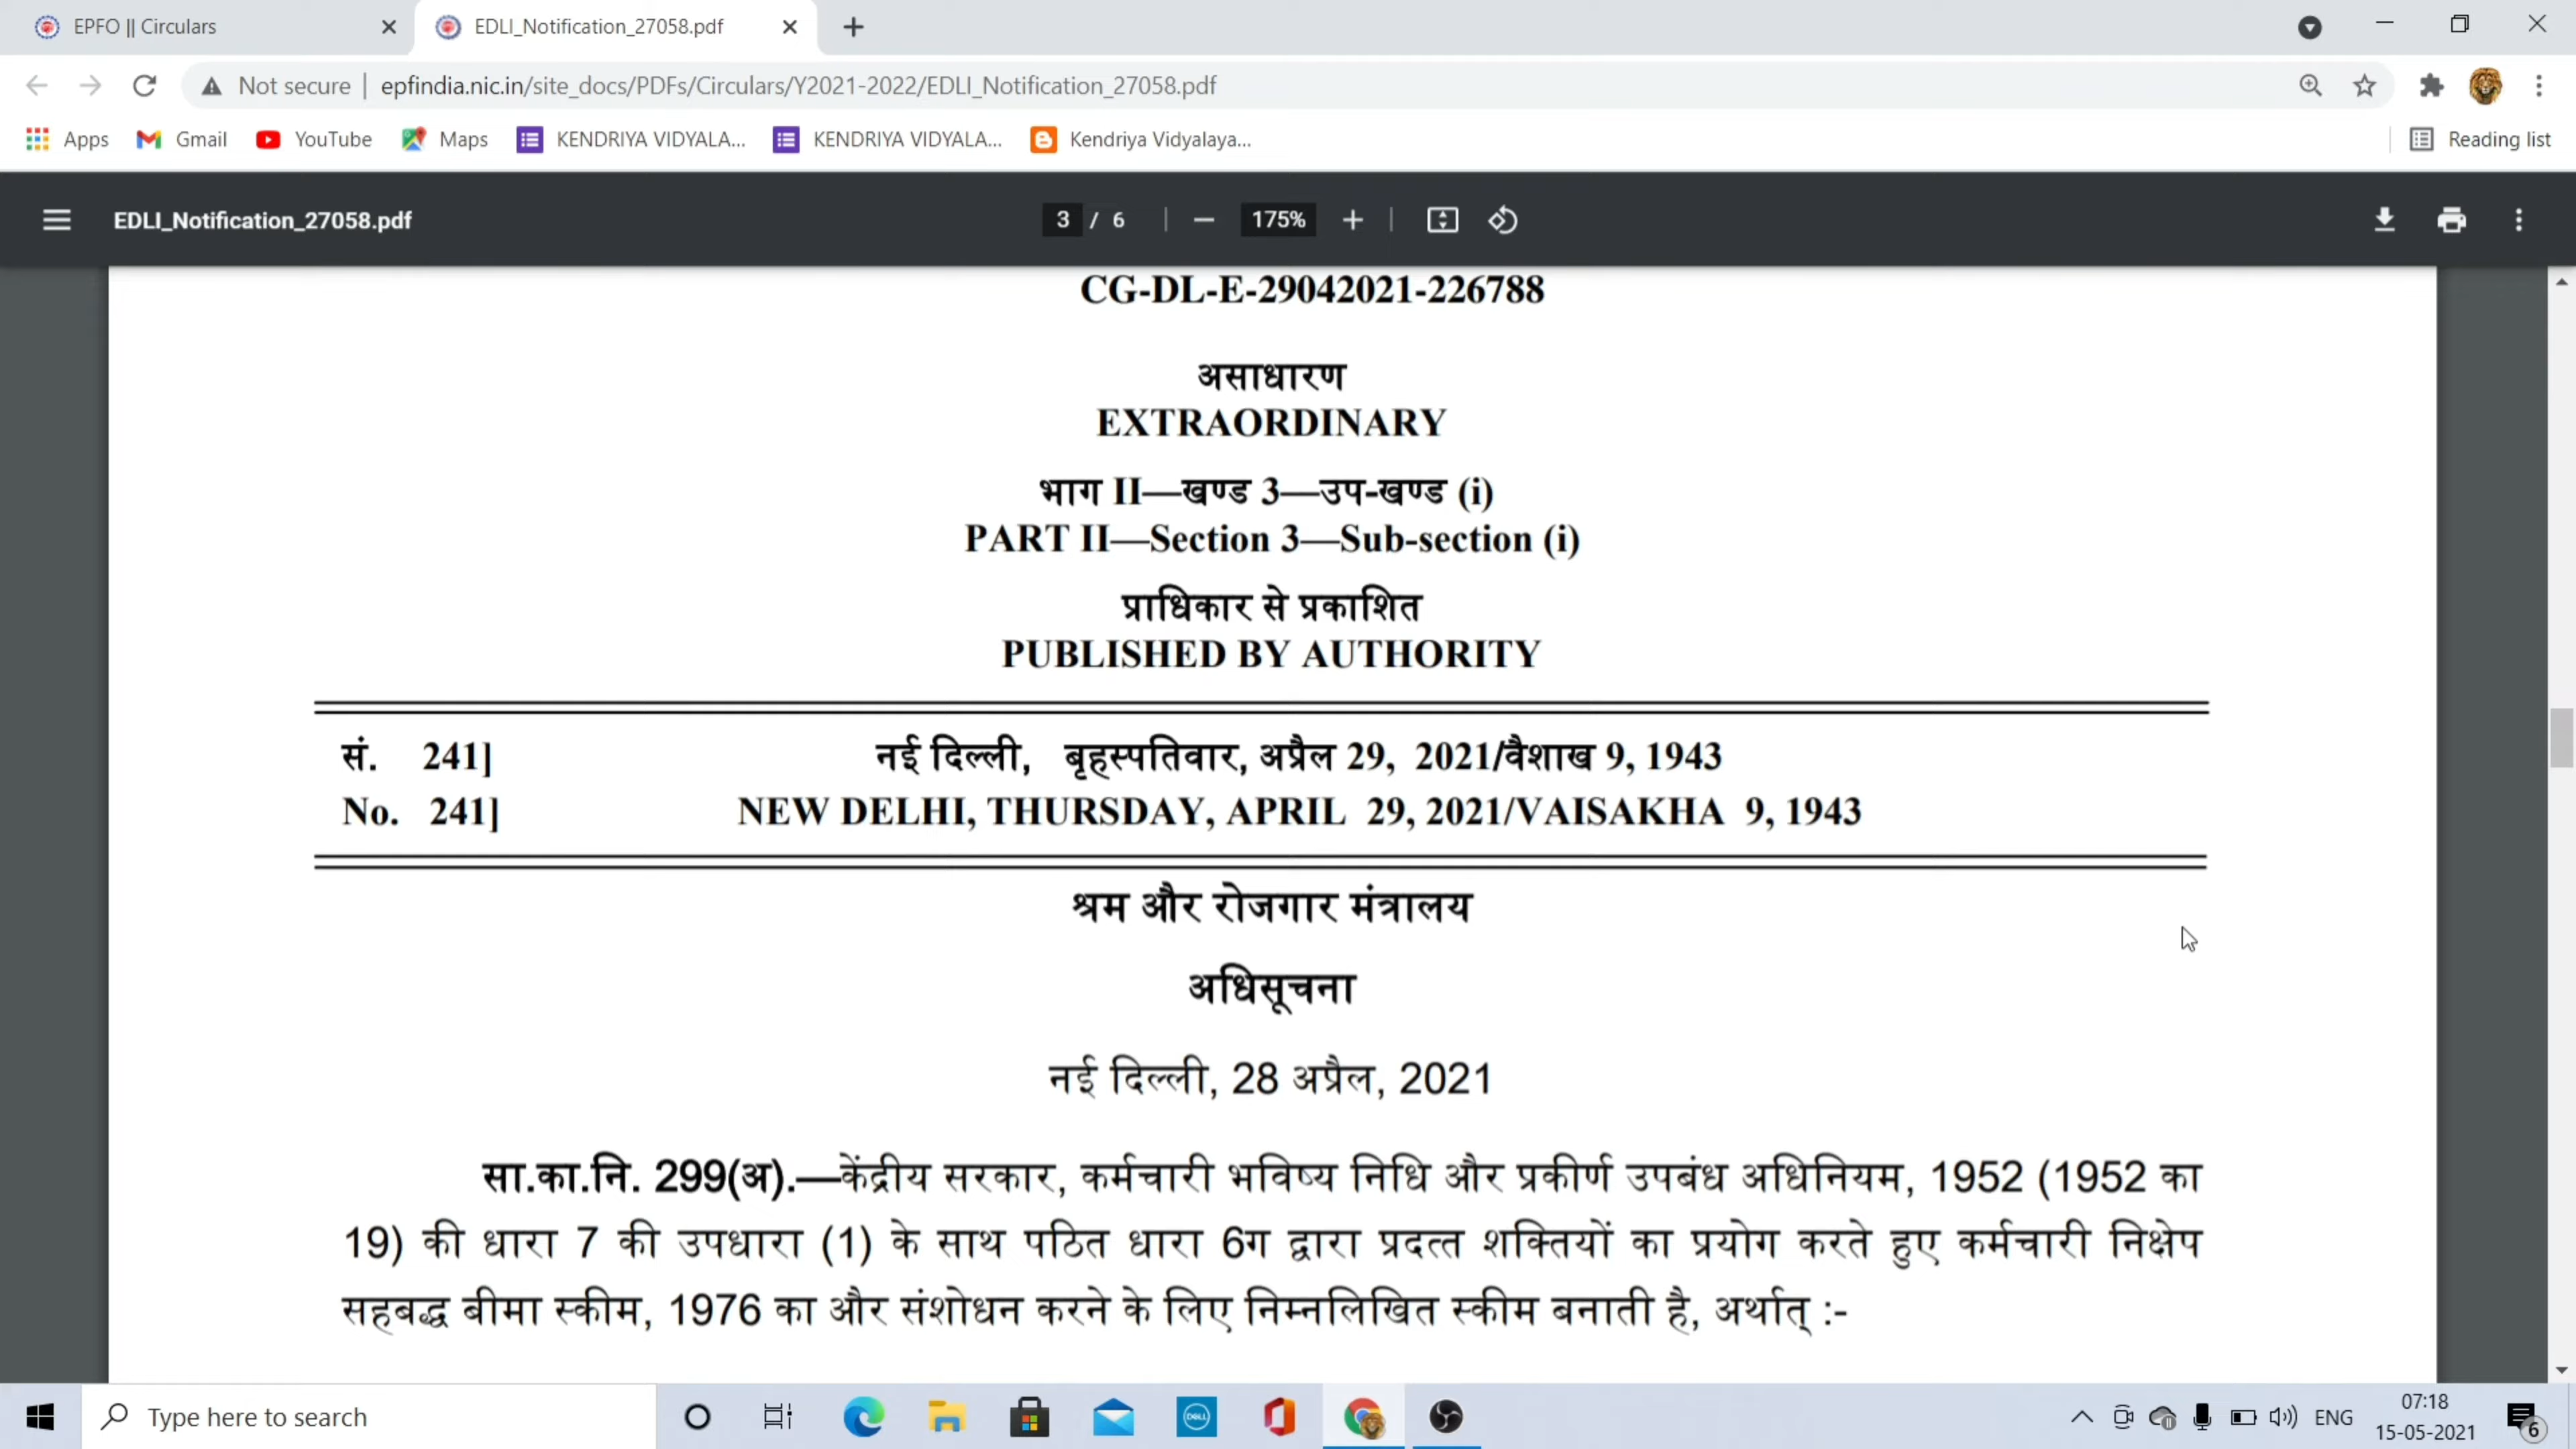 EPFO || Circulars
EDLI_Notification_27058.pdf
Not secure | epfindia.nic.in/site_docs/PDFs/Circulars/Y2021-2022/EDLI_Notification_27058.pdf
Apps Gmail YouTube Maps KENDRIYA VIDYALA... KENDRIYA VIDYALA... Kendriya Vidyalaya... Reading list
EDLI_Notification_27058.pdf 3 / 6 175%
CG-DL-E-29042021-226788
असाधारण
EXTRAORDINARY
भाग II—खण्ड 3—उप-खण्ड (i)
PART II—Section 3—Sub-section (i)
प्राधिकार से प्रकाशित
PUBLISHED BY AUTHORITY
सं. 241] नई दिल्ली, बृहस्पतिवार, अप्रैल 29, 2021/वैशाख 9, 1943
No. 241] NEW DELHI, THURSDAY, APRIL 29, 2021/VAISAKHA 9, 1943
श्रम और रोजगार मंत्रालय
अधिसूचना
नई दिल्ली, 28 अप्रैल, 2021
सा.का.नि. 299(अ).—केंद्रीय सरकार, कर्मचारी भविष्य निधि और प्रकीर्ण उपबंध अधिनियम, 1952 (1952 का
19) की धारा 7 की उपधारा (1) के साथ पठित धारा 6ग द्वारा प्रदत्त शक्तियों का प्रयोग करते हुए कर्मचारी निक्षेप
सहबद्ध बीमा स्कीम, 1976 का और संशोधन करने के लिए निम्नलिखित स्कीम बनाती है, अर्थात् :-
Type here to search
DELL
ENG
07:18
15-05-2021
6